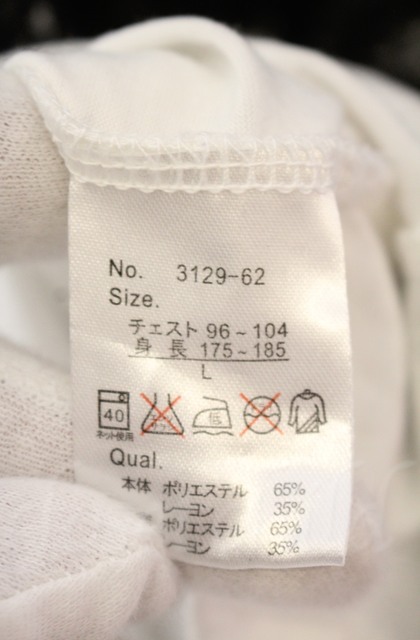 No. 3129-62
Size.
チェスト 96~104
身 長 175~185
L
40 低
ネット使用
Qual.
本体 ポリエステル 65%
レーヨン 35%
ポリエステル 65%
レーヨン 35%